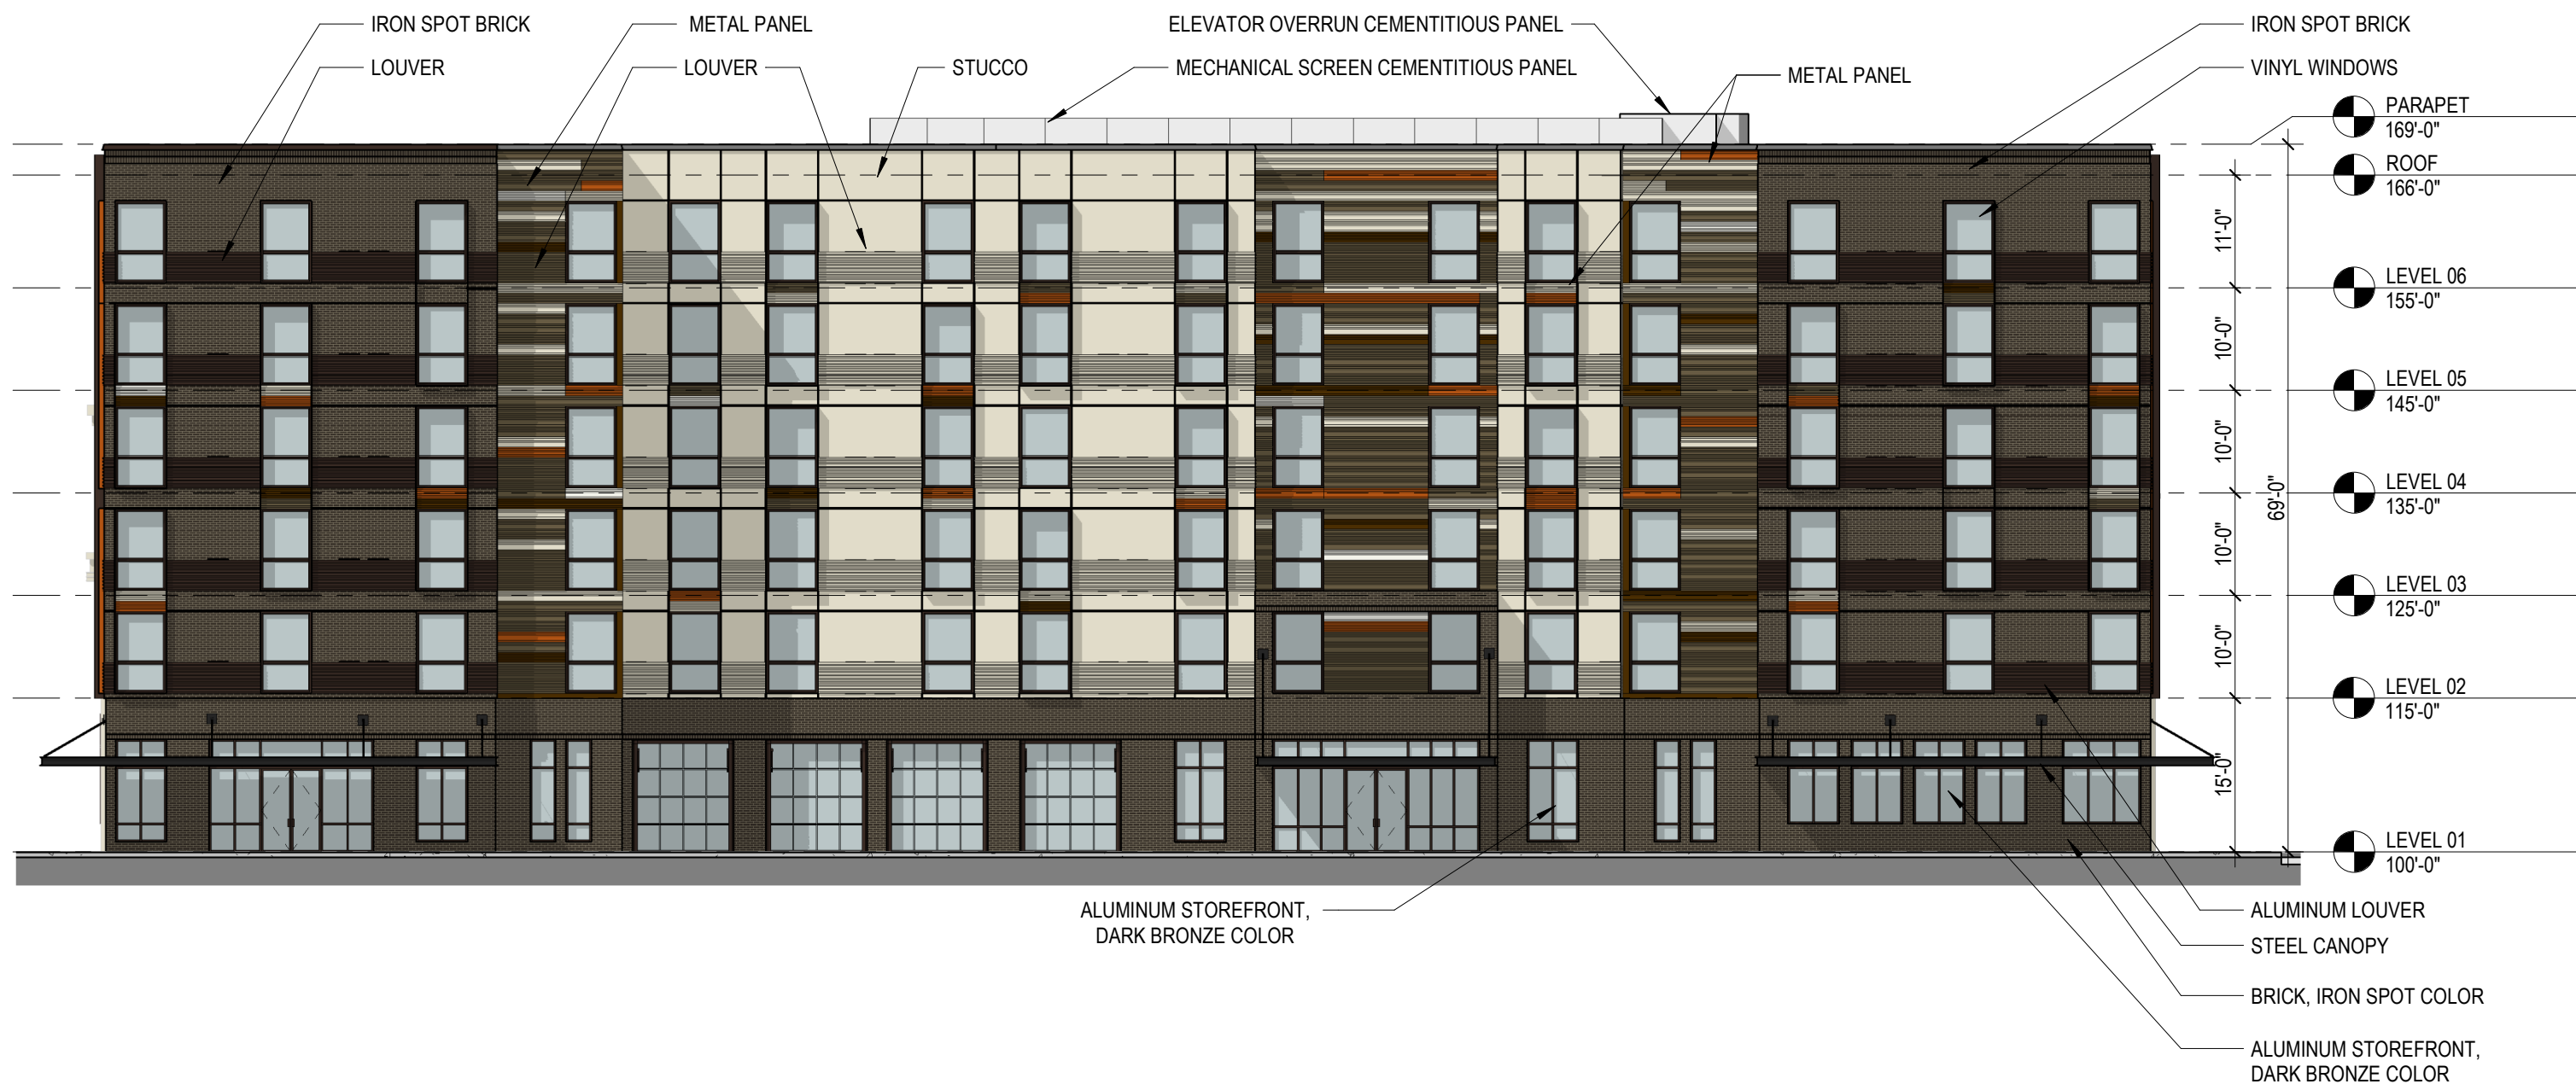 IRON SPOT BRICK
METAL PANEL
ELEVATOR OVERRUN CEMENTITIOUS PANEL
IRON SPOT BRICK
LOUVER
LOUVER
STUCCO
MECHANICAL SCREEN CEMENTITIOUS PANEL
METAL PANEL
VINYL WINDOWS
PARAPET
169'-0"
ROOF
166'-0"
11'-0"
LEVEL 06
155'-0"
10'-0"
LEVEL 05
145'-0"
10'-0"
LEVEL 04
135'-0"
69'-0"
10'-0"
LEVEL 03
125'-0"
10'-0"
LEVEL 02
115'-0"
15'-0"
LEVEL 01
100'-0"
ALUMINUM STOREFRONT,
DARK BRONZE COLOR
ALUMINUM LOUVER
STEEL CANOPY
BRICK, IRON SPOT COLOR
ALUMINUM STOREFRONT,
DARK BRONZE COLOR